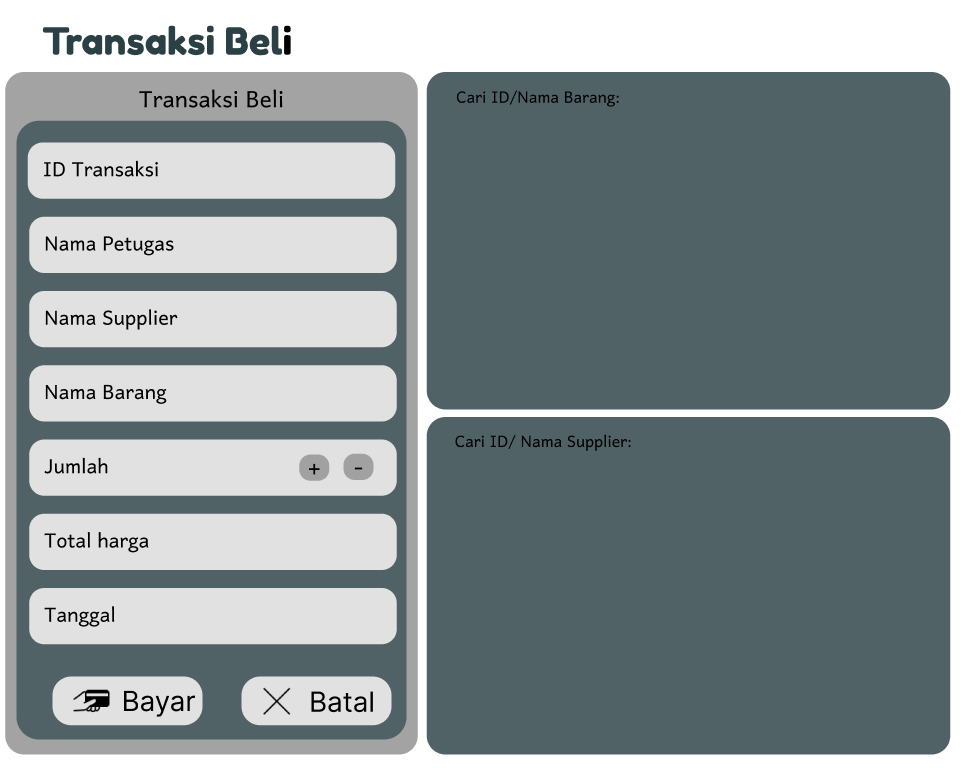 Transaksi Beli
Transaksi Beli
ID Transaksi
Nama Petugas
Nama Supplier
Nama Barang
Jumlah + -
Total harga
Tanggal
Bayar
Batal
Cari ID/Nama Barang:
Cari ID/ Nama Supplier: